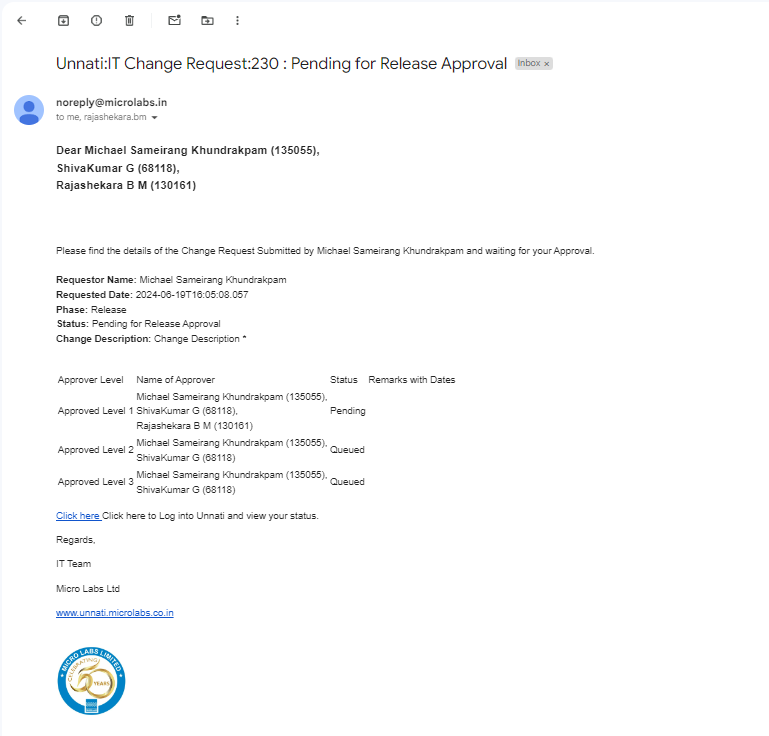 Unnati:IT Change Request:230 : Pending for Release Approval Inbox ×
noreply@microlabs.in
to me, rajashekara.bm
Dear Michael Sameirang Khundrakpam (135055),
ShivaKumar G (68118),
Rajashekara B M (130161)
Please find the details of the Change Request Submitted by Michael Sameirang Khundrakpam and waiting for your Approval.
Requestor Name: Michael Sameirang Khundrakpam
Requested Date: 2024-06-19T16:05:08.057
Phase: Release
Status: Pending for Release Approval
Change Description: Change Description *
Approver Level Name of Approver Status Remarks with Dates
Michael Sameirang Khundrakpam (135055),
Approved Level 1 ShivaKumar G (68118), Pending
Rajashekara B M (130161)
Michael Sameirang Khundrakpam (135055),
Approved Level 2 Queued
ShivaKumar G (68118)
Michael Sameirang Khundrakpam (135055),
Approved Level 3 Queued
ShivaKumar G (68118)
Click here Click here to Log into Unnati and view your status.
Regards,
IT Team
Micro Labs Ltd
www.unnati.microlabs.co.in
MICRO LABS LIMITED
CELEBRATING
50 YEARS